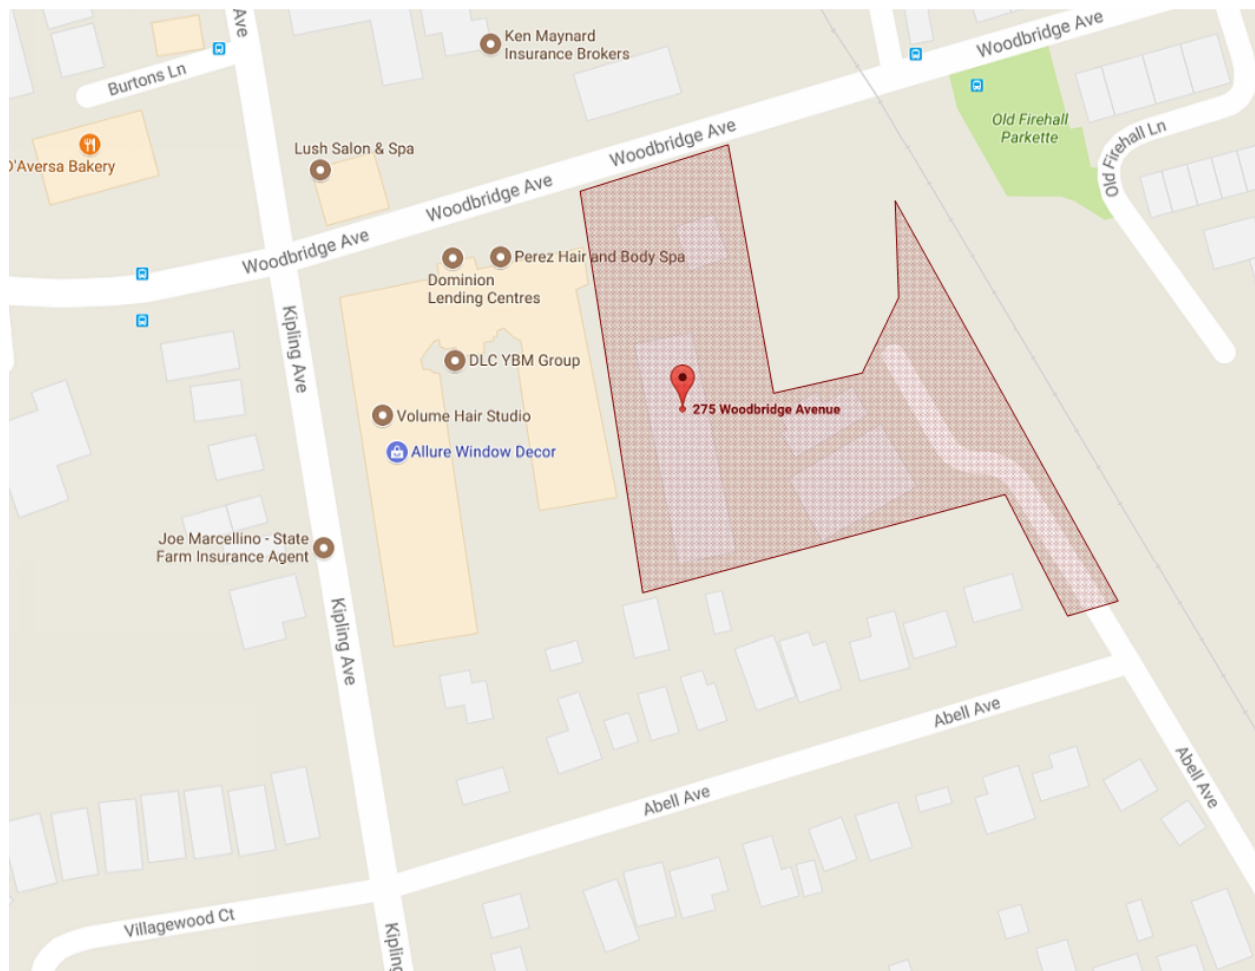 Ave
Ken Maynard
Insurance Brokers
Woodbridge Ave
Burtons Ln
Old Firehall
Parkette
Old Firehall Ln
D'Aversa Bakery
Lush Salon & Spa
Woodbridge Ave
Woodbridge Ave
Woodbridge Ave
Perez Hair and Body Spa
Dominion
Lending Centres
Kipling Ave
DLC YBM Group
275 Woodbridge Avenue
Volume Hair Studio
Allure Window Decor
Joe Marcellino - State
Farm Insurance Agent
Kipling Ave
Abell Ave
Abell Ave
Abell Ave
Villagewood Ct
Kipling